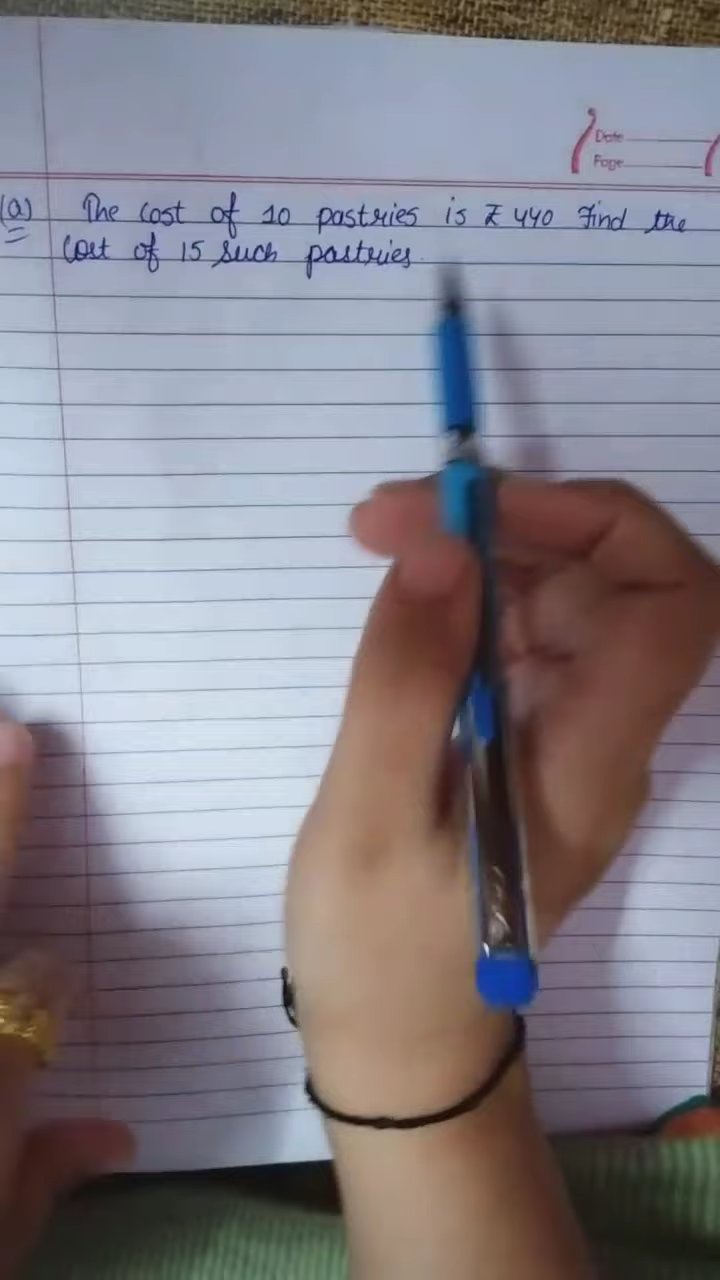 Date
Page
(a) The cost of 10 pastries is ₹ 440 Find the
cost of 15 such pastries.